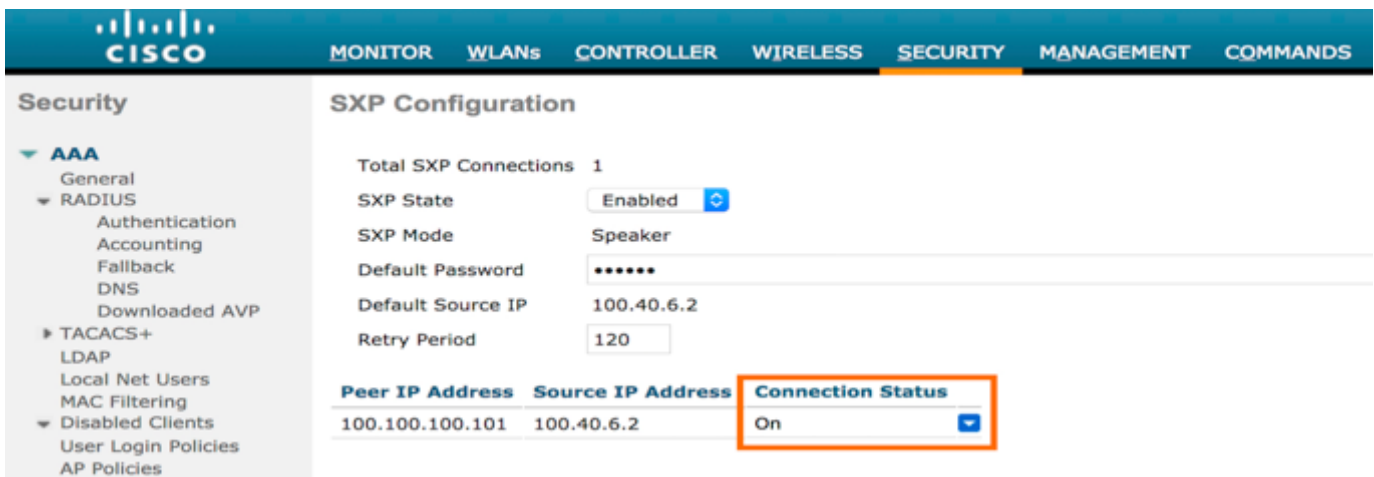 CISCO
MONITOR WLANs CONTROLLER WIRELESS SECURITY MANAGEMENT COMMANDS
Security
AAA
General
RADIUS
Authentication
Accounting
Fallback
DNS
Downloaded AVP
TACACS+
LDAP
Local Net Users
MAC Filtering
Disabled Clients
User Login Policies
AP Policies
SXP Configuration
Total SXP Connections 1
SXP State Enabled
SXP Mode Speaker
Default Password ••••••
Default Source IP 100.40.6.2
Retry Period 120
Peer IP Address Source IP Address Connection Status
100.100.100.101 100.40.6.2 On